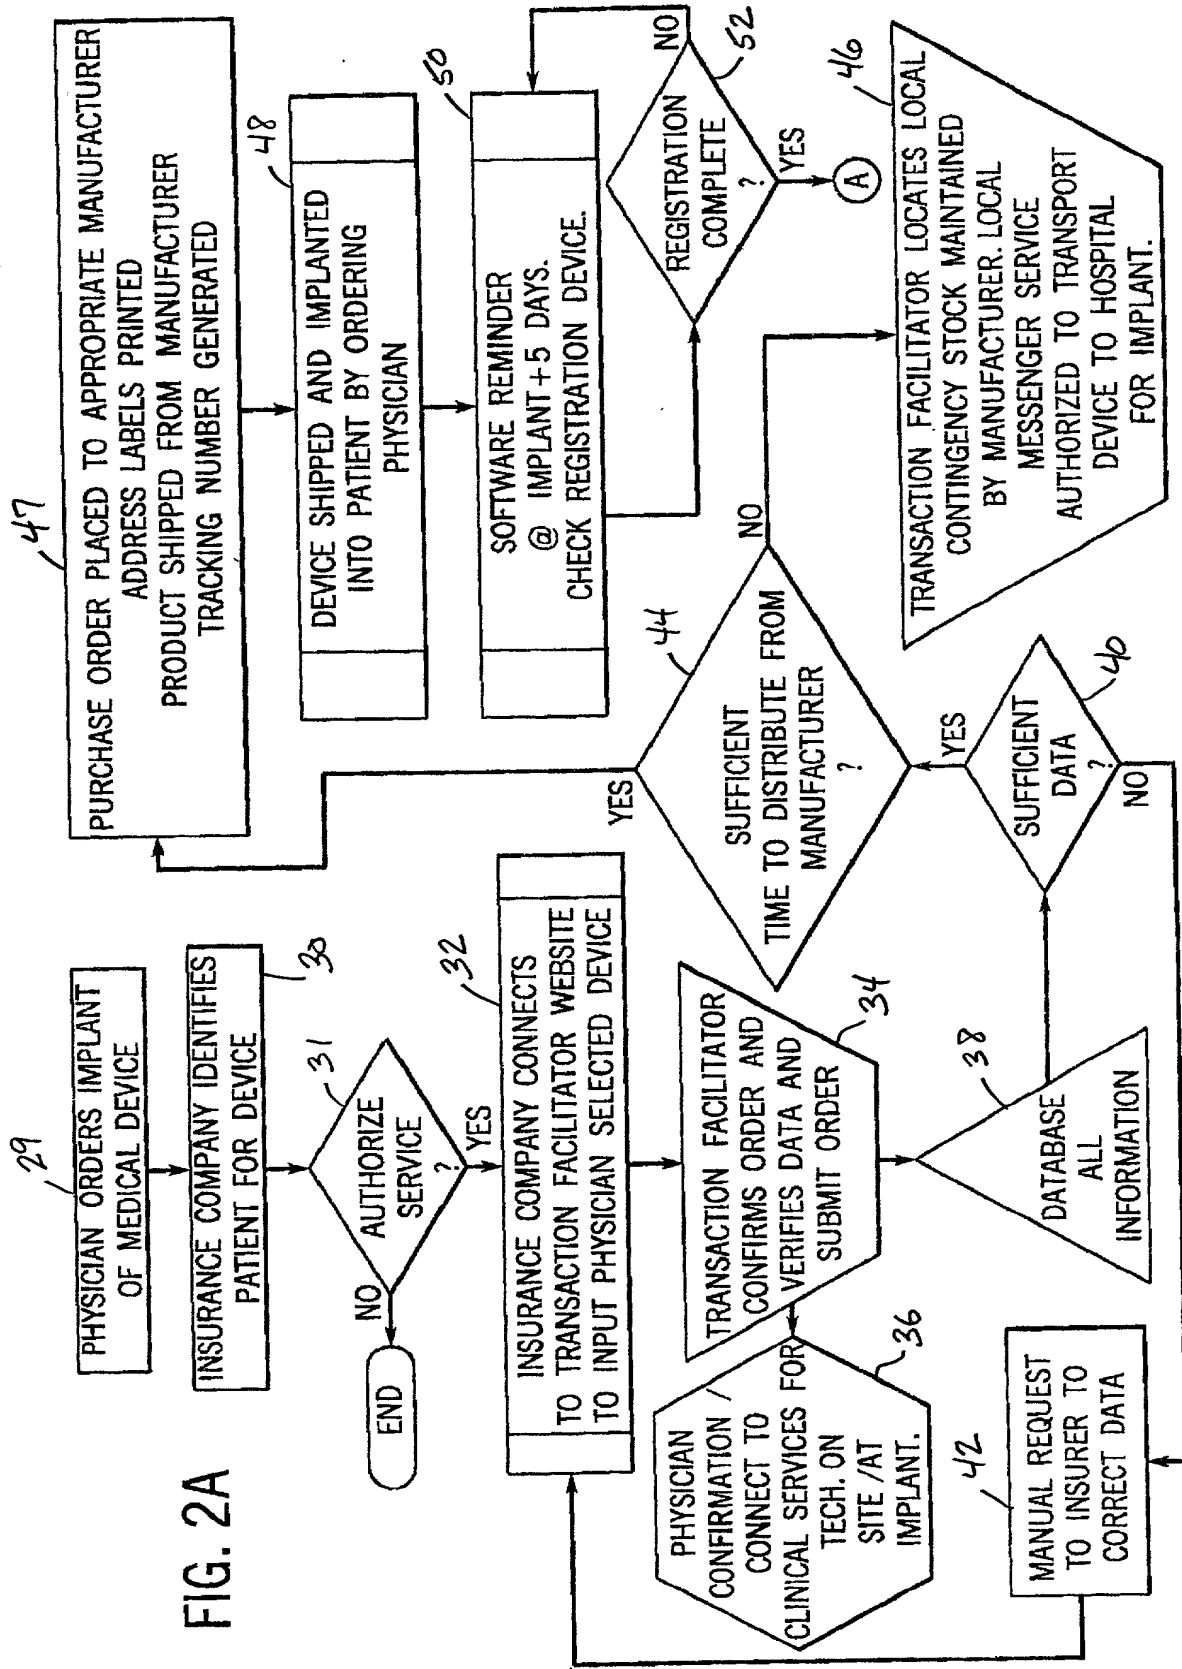 FIG. 2A
29
PHYSICIAN ORDERS IMPLANT
OF MEDICAL DEVICE
INSURANCE COMPANY IDENTIFIES
PATIENT FOR DEVICE
30
31
AUTHORIZE
SERVICE
?
NO
END
YES
32
INSURANCE COMPANY CONNECTS
TO TRANSACTION FACILITATOR WEBSITE
TO INPUT PHYSICIAN SELECTED DEVICE
TRANSACTION FACILITATOR
CONFIRMS ORDER AND
VERIFIES DATA AND
SUBMIT ORDER
34
PHYSICIAN
CONFIRMATION /
CONNECT TO
CLINICAL SERVICES FOR
TECH. ON
SITE /AT
IMPLANT.
36
38
DATABASE
ALL
INFORMATION
42
MANUAL REQUEST
TO INSURER TO
CORRECT DATA
47
PURCHASE ORDER PLACED TO APPROPRIATE MANUFACTURER
ADDRESS LABELS PRINTED
PRODUCT SHIPPED FROM MANUFACTURER
TRACKING NUMBER GENERATED
48
DEVICE SHIPPED AND IMPLANTED
INTO PATIENT BY ORDERING
PHYSICIAN
50
SOFTWARE REMINDER
@ IMPLANT+5 DAYS.
CHECK REGISTRATION DEVICE.
NO
52
REGISTRATION
COMPLETE
?
YES
A
YES
44
SUFFICIENT
TIME TO DISTRIBUTE FROM
MANUFACTURER
?
NO
YES
SUFFICIENT
DATA
?
40
NO
46
TRANSACTION FACILITATOR LOCATES LOCAL
CONTINGENCY STOCK MAINTAINED
BY MANUFACTURER. LOCAL
MESSENGER SERVICE
AUTHORIZED TO TRANSPORT
DEVICE TO HOSPITAL
FOR IMPLANT.